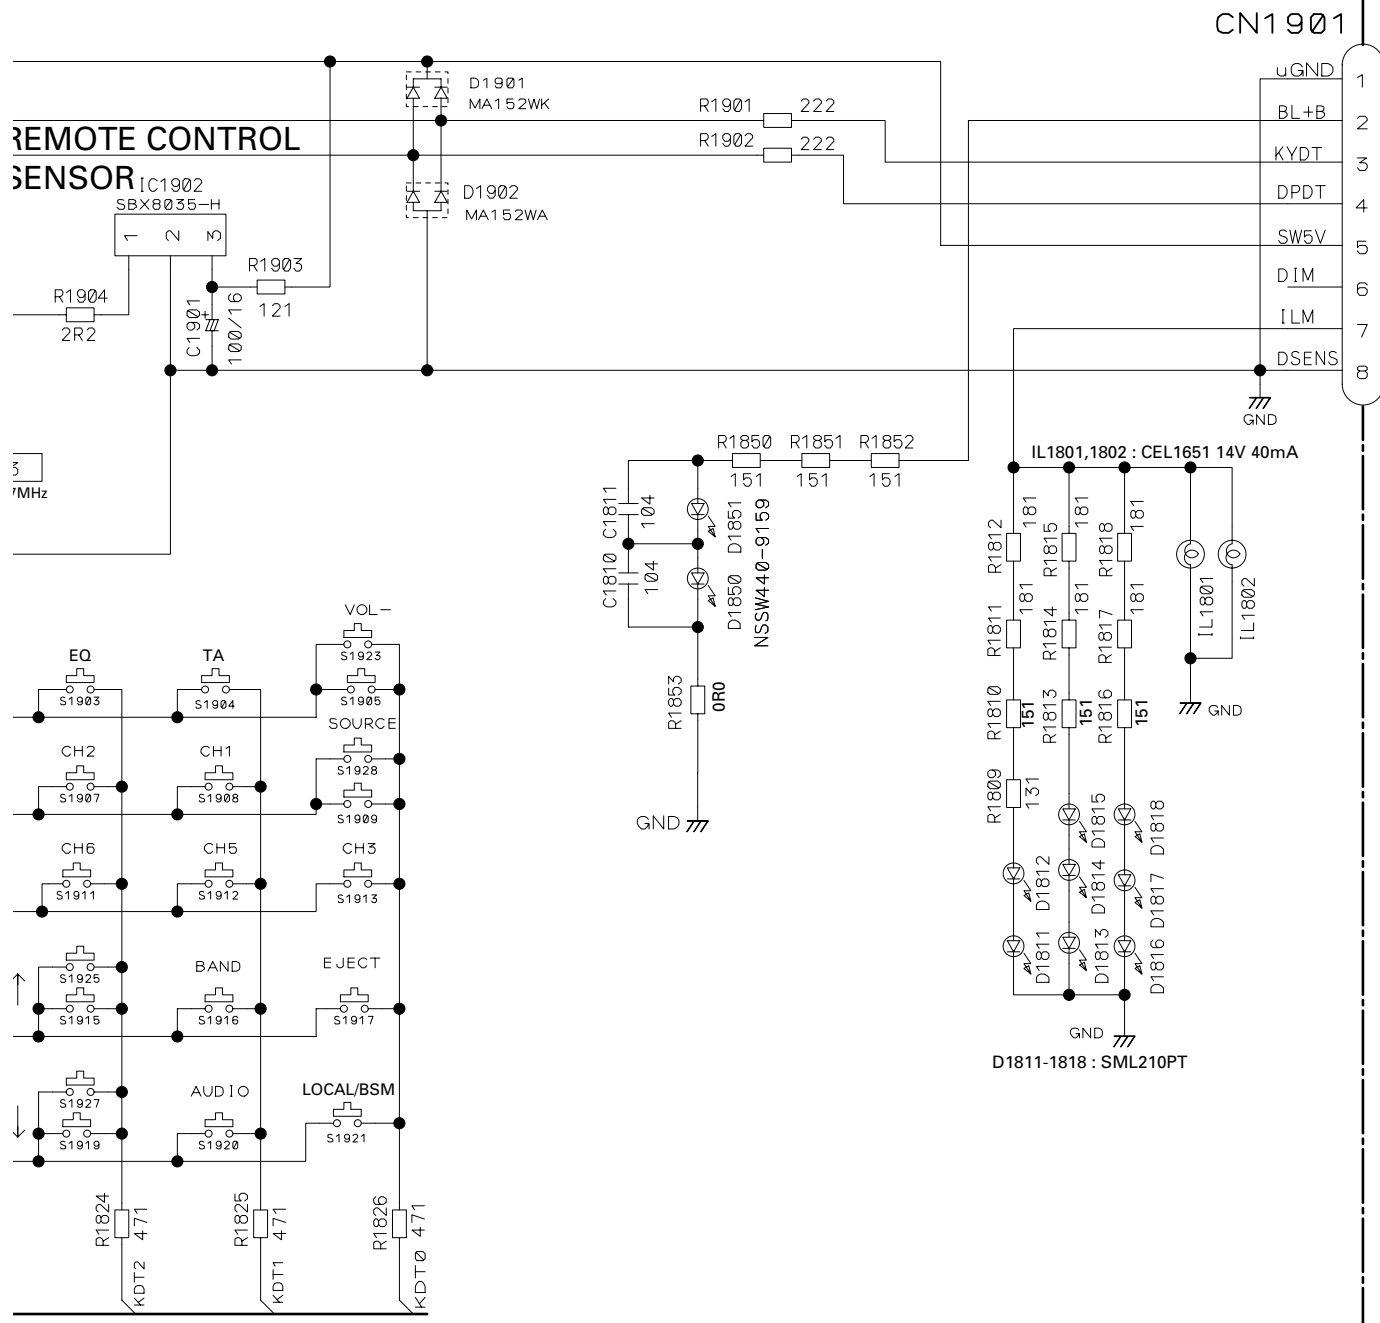 CN1901
uGND
1
D1901
MA152WK
R1901 222
BL+B
2
REMOTE CONTROL
SENSOR
R1902 222
KYDT
3
IC1902
SBX8035-H
D1902
MA152WA
DPDT
4
1 2 3
SW5V
5
R1903
121
DIM
6
R1904
2R2
C1901
+
100/16
ILM
7
DSENS
8
GND
3
7MHz
R1850 R1851 R1852
151 151 151
IL1801,1802 : CEL1651 14V 40mA
C1811
104
D1851
C1810
104
D1850
NSSW440-9159
R1812
181
R1815
181
R1818
181
R1811
181
R1814
181
R1817
181
IL1801
IL1802
R1853
0R0
R1810
151
R1813
151
R1816
151
GND
VOL-
S1923
EQ
S1903
TA
S1904
S1905
SOURCE
S1928
CH2
S1907
CH1
S1908
S1909
R1809
131
D1815
D1818
GND
CH6
S1911
CH5
S1912
CH3
S1913
D1812
D1814
D1817
D1811
D1813
D1816
S1925
S1915
BAND
S1916
EJECT
S1917
GND
D1811-1818 : SML210PT
S1927
S1919
AUDIO
S1920
LOCAL/BSM
S1921
R1824
471
R1825
471
R1826
471
KDT2
KDT1
KDT0